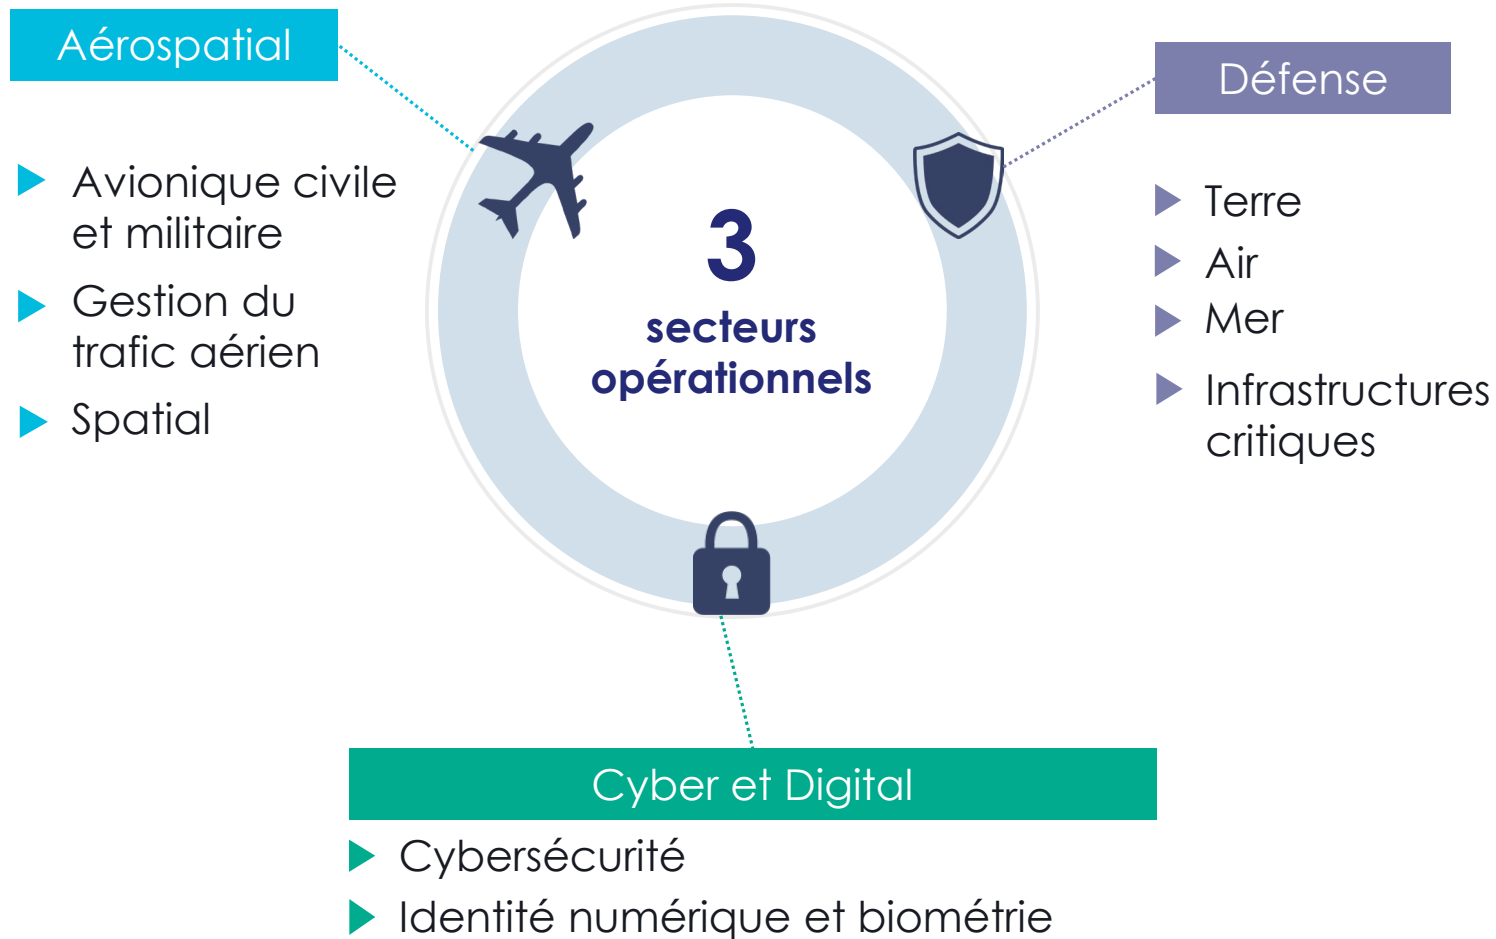 Aérospatial
Avionique civile
et militaire
Gestion du
trafic aérien
Spatial
3
secteurs
opérationnels
Défense
Terre
Air
Mer
Infrastructures
critiques
Cyber et Digital
Cybersécurité
Identité numérique et biométrie